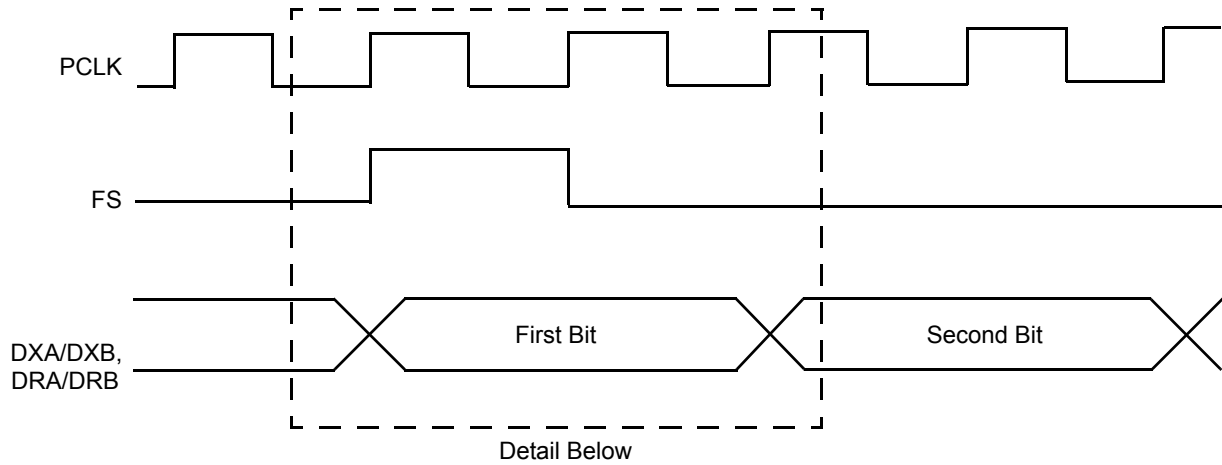 PCLK
FS
DXA/DXB,
DRA/DRB
First Bit
Second Bit
Detail Below